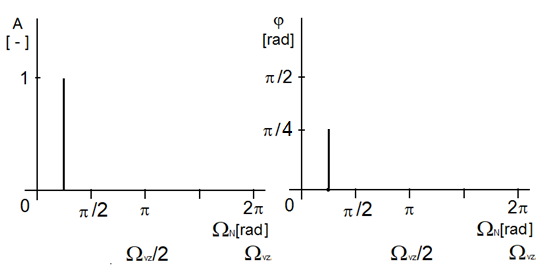 A
[ - ]
1
0
π/2
π
2π
Ω_N[rad]
Ω_vz/2
Ω_vz
φ
[rad]
π/2
π/4
0
π/2
π
2π
Ω_N[rad]
Ω_vz/2
Ω_vz